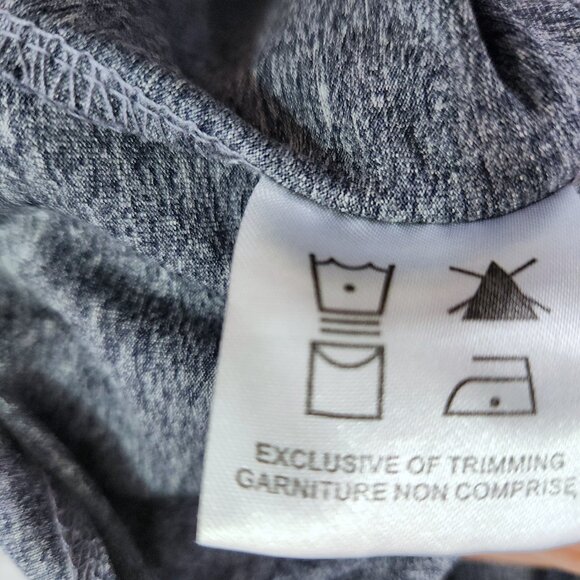 EXCLUSIVE OF TRIMMING
GARNITURE NON COMPRISE